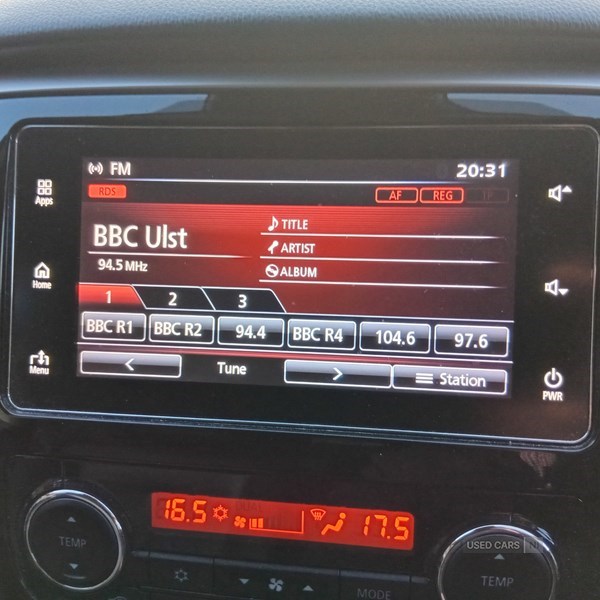 FM 20:31
RDS AF REG TP
Apps
TITLE
BBC Ulst
ARTIST
94.5 MHz
ALBUM
Home
1 2 3
BBC R1 BBC R2 94.4 BBC R4 104.6 97.6
Menu
< Tune > Station
PWR
16.5 17.5
TEMP
USED CARS NI
TEMP
MODE